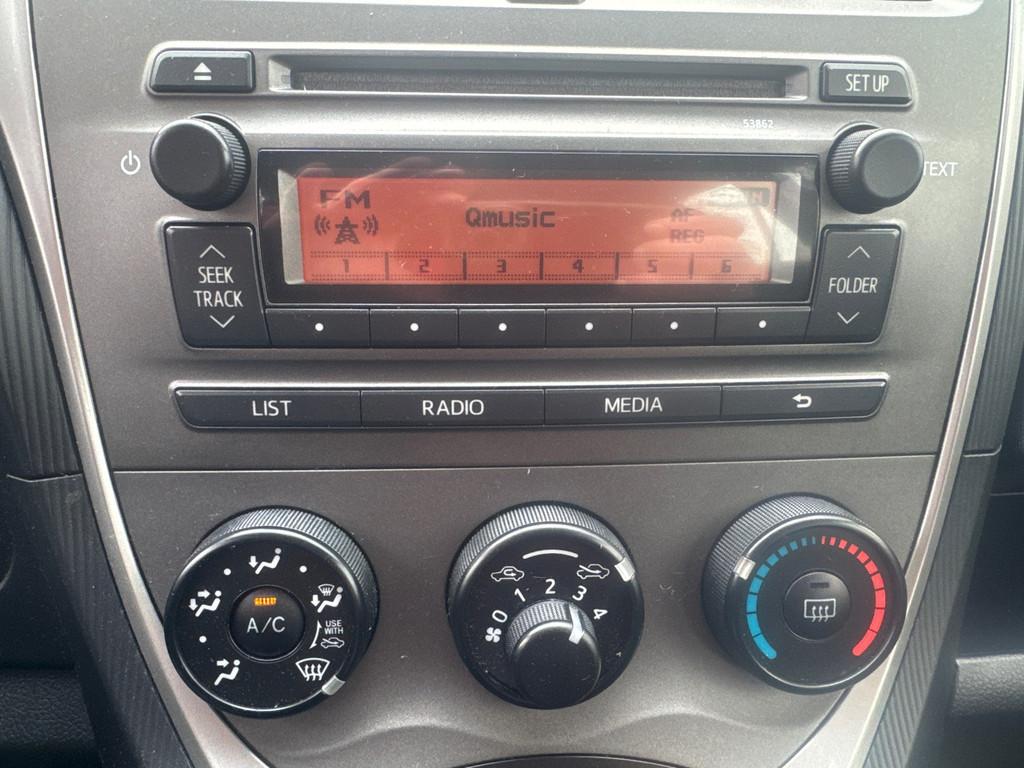 SET UP
53862
TEXT
FM
Qmusic
AF
REG
1 2 3 4 5 6
SEEK
TRACK
FOLDER
LIST RADIO MEDIA
A/C
USE
WITH
0 1 2 3 4